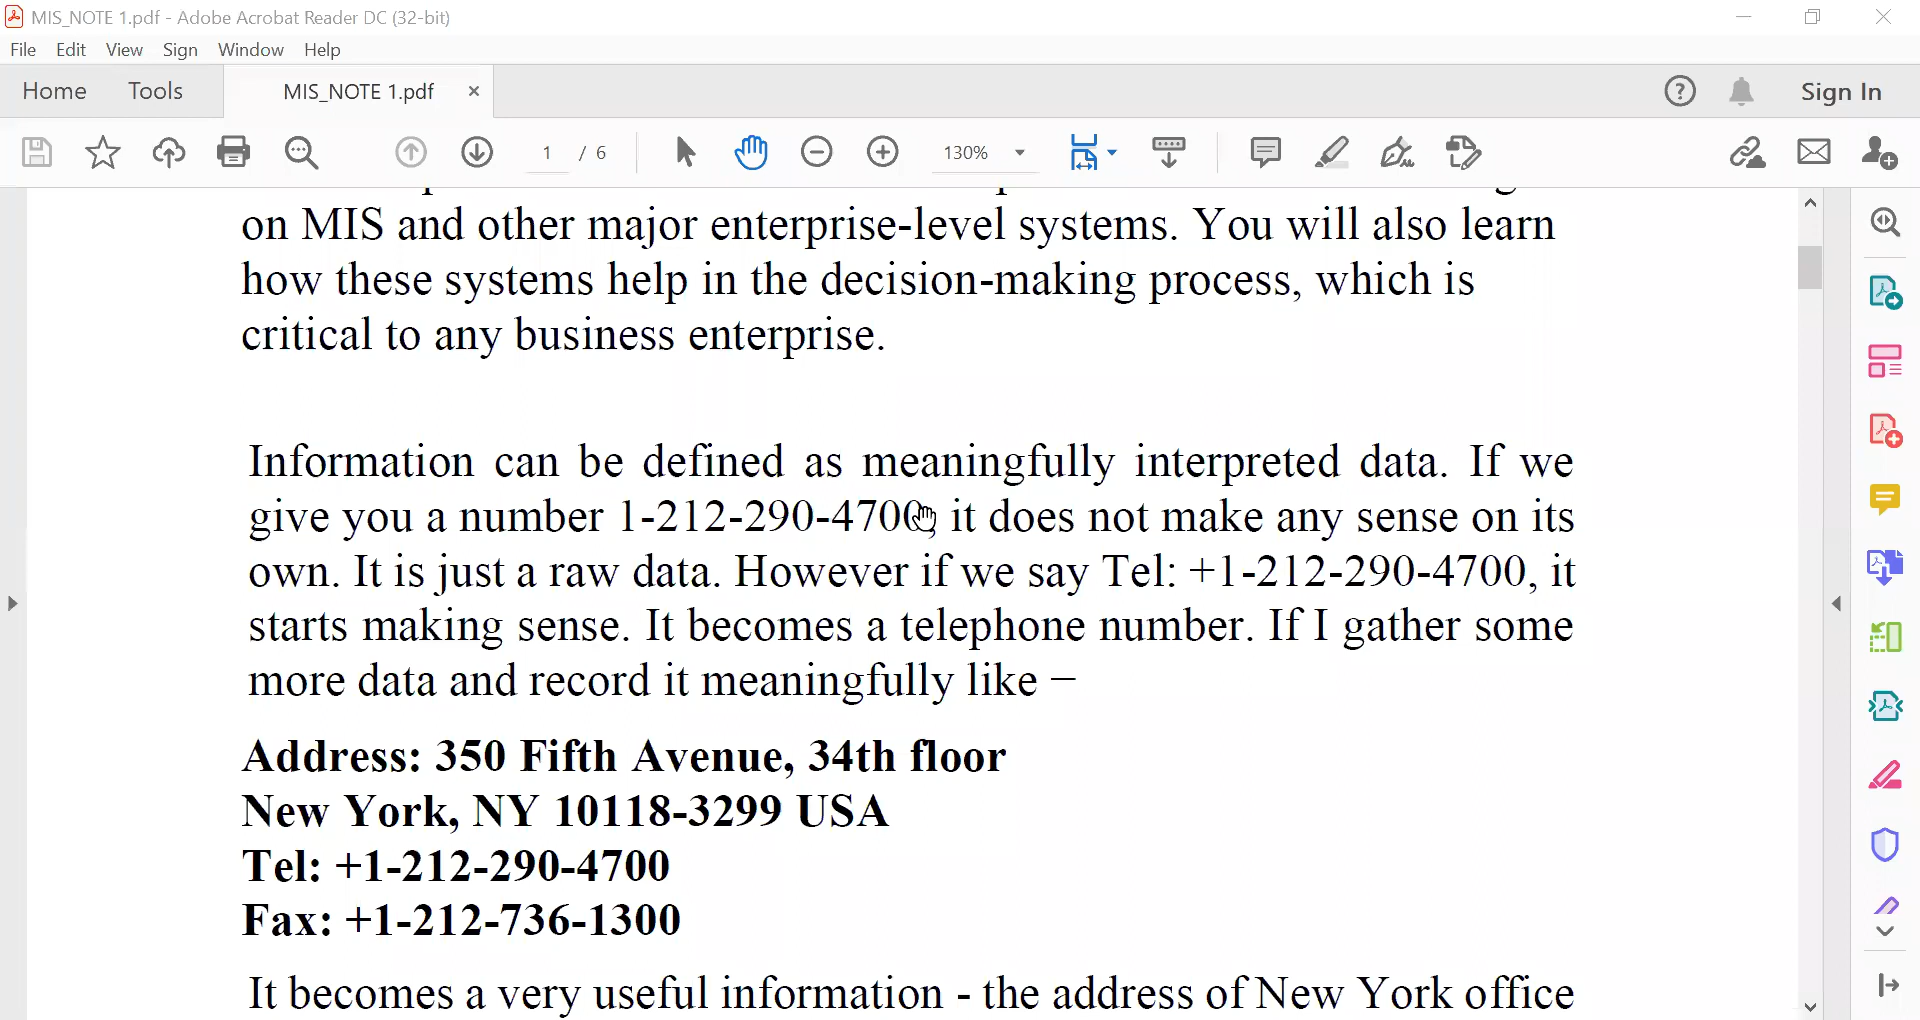 MIS_NOTE 1.pdf - Adobe Acrobat Reader DC (32-bit)
File Edit View Sign Window Help
Home Tools MIS_NOTE 1.pdf × Sign In
1 / 6 130%
on MIS and other major enterprise-level systems. You will also learn
how these systems help in the decision-making process, which is
critical to any business enterprise.
Information can be defined as meaningfully interpreted data. If we
give you a number 1-212-290-4700, it does not make any sense on its
own. It is just a raw data. However if we say Tel: +1-212-290-4700, it
starts making sense. It becomes a telephone number. If I gather some
more data and record it meaningfully like −
Address: 350 Fifth Avenue, 34th floor
New York, NY 10118-3299 USA
Tel: +1-212-290-4700
Fax: +1-212-736-1300
It becomes a very useful information - the address of New York office